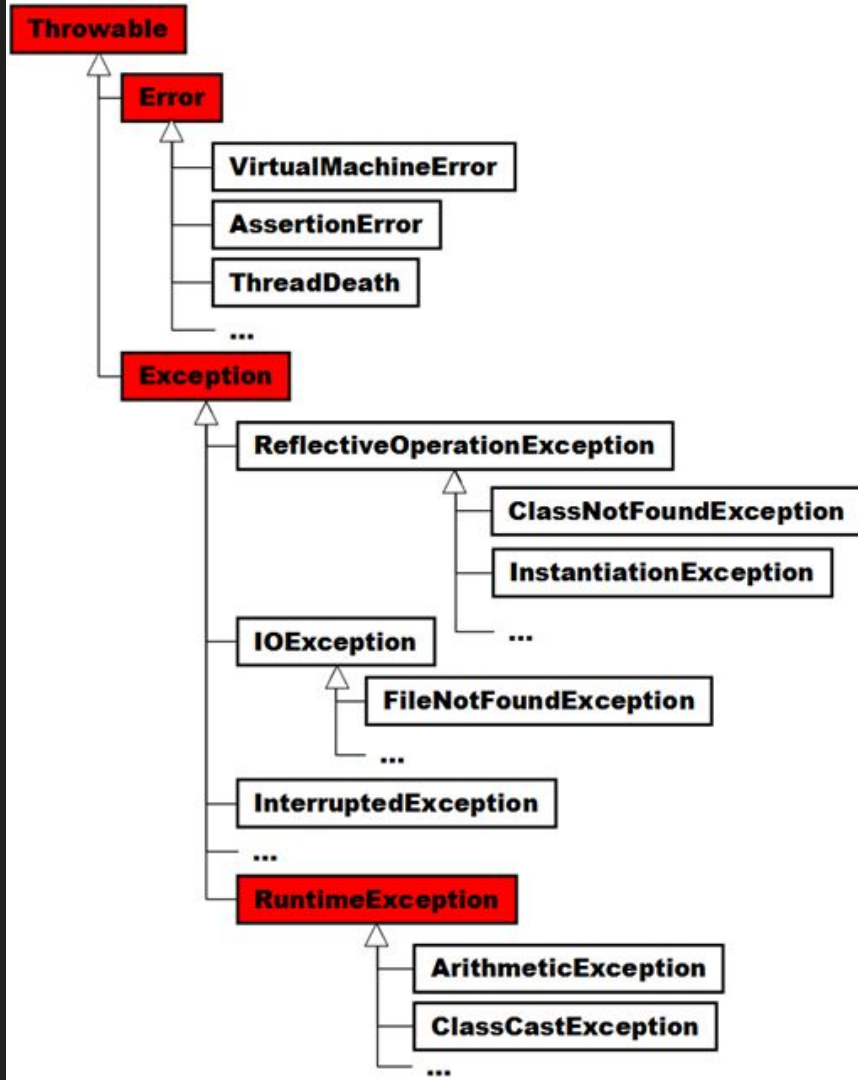 Throwable
Error
VirtualMachineError
AssertionError
ThreadDeath
...
Exception
ReflectiveOperationException
ClassNotFoundException
InstantiationException
...
IOException
FileNotFoundException
...
InterruptedException
...
RuntimeException
ArithmeticException
ClassCastException
...